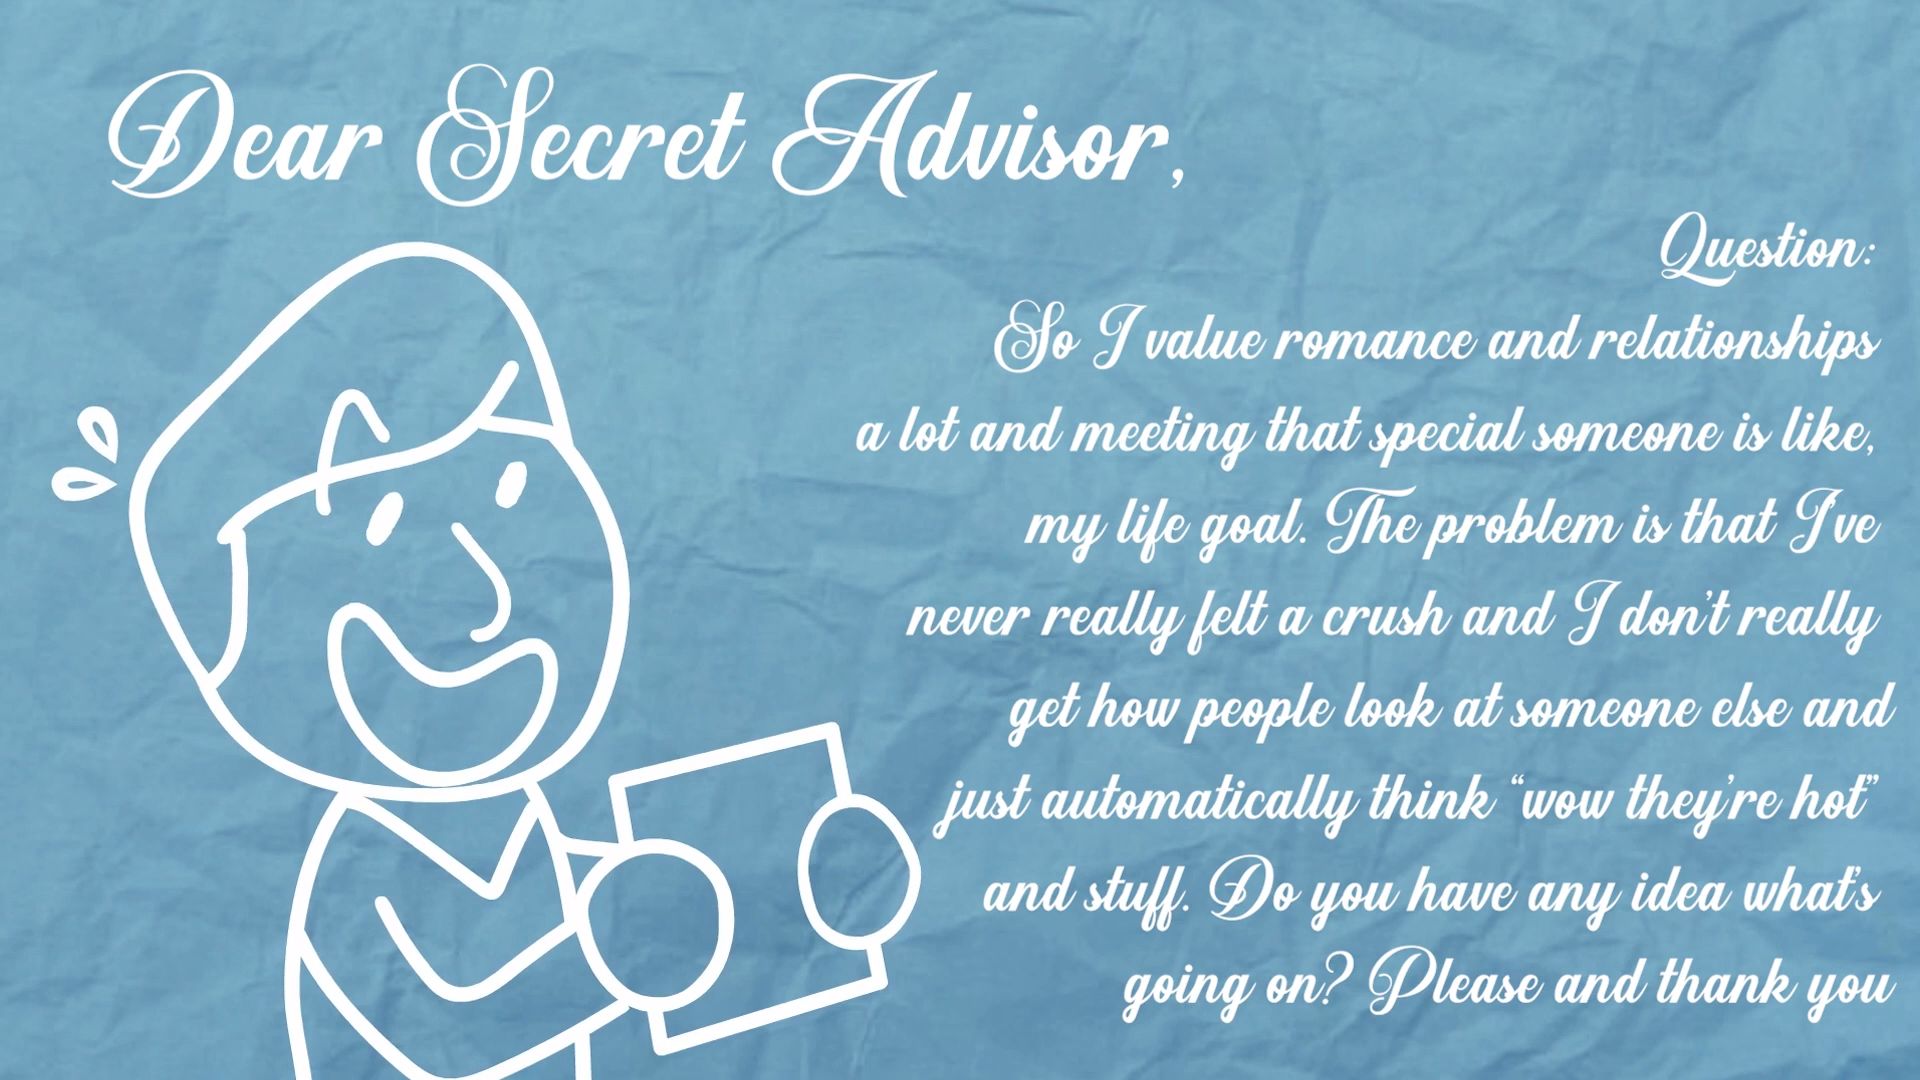 Dear Secret Advisor,
Question:
So I value romance and relationships
a lot and meeting that special someone is like,
my life goal. The problem is that I've
never really felt a crush and I don't really
get how people look at someone else and
just automatically think "wow they're hot"
and stuff. Do you have any idea what's
going on? Please and thank you